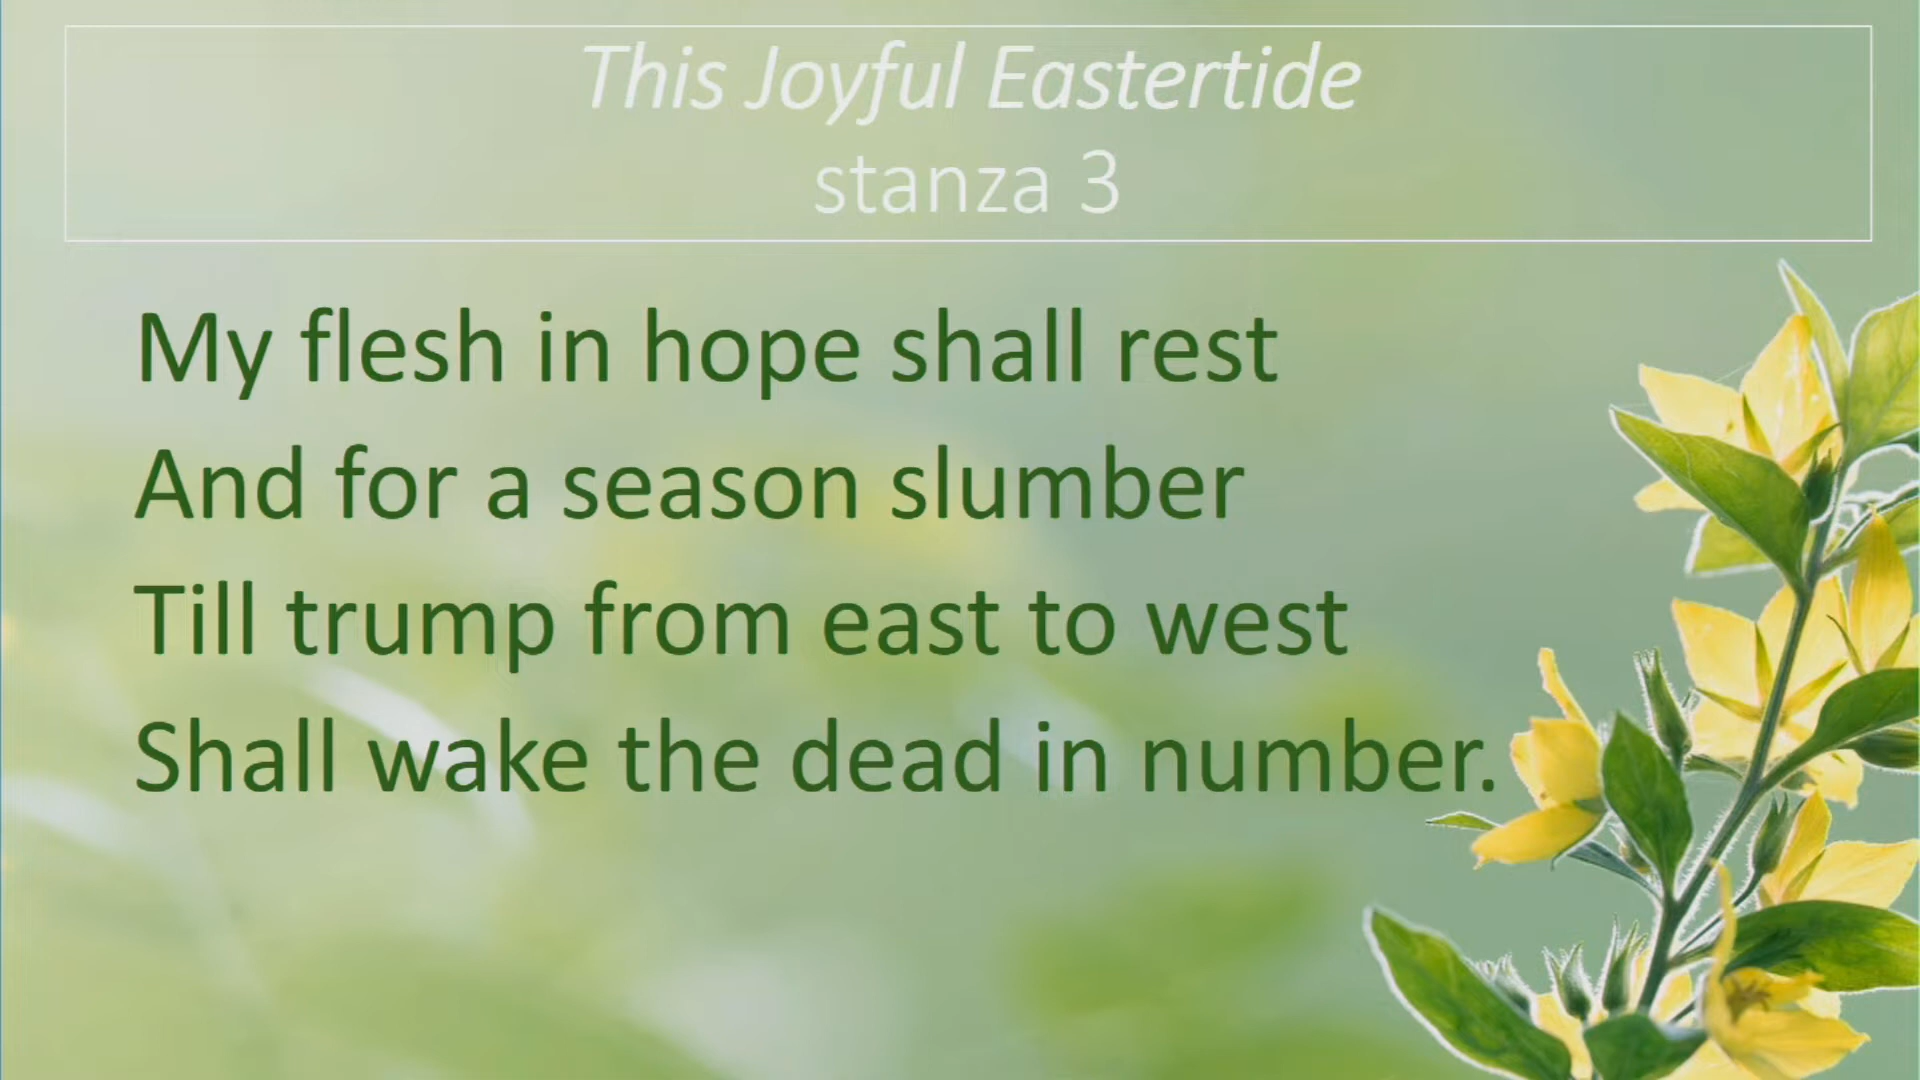 This Joyful Eastertide
stanza 3
My flesh in hope shall rest
And for a season slumber
Till trump from east to west
Shall wake the dead in number.